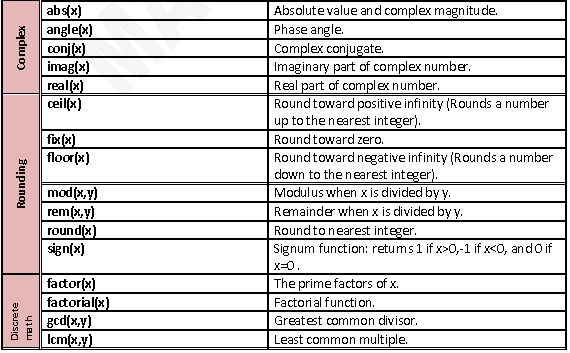 Complex
abs(x) Absolute value and complex magnitude.
angle(x) Phase angle.
conj(x) Complex conjugate.
imag(x) Imaginary part of complex number.
real(x) Real part of complex number.
Rounding
ceil(x) Round toward positive infinity (Rounds a number
up to the nearest integer).
fix(x) Round toward zero.
floor(x) Round toward negative infinity (Rounds a number
down to the nearest integer).
mod(x,y) Modulus when x is divided by y.
rem(x,y) Remainder when x is divided by y.
round(x) Round to nearest integer.
sign(x) Signum function: returns 1 if x>0,-1 if x<0, and 0 if
x=0 .
Discrete
math
factor(x) The prime factors of x.
factorial(x) Factorial function.
gcd(x,y) Greatest common divisor.
lcm(x,y) Least common multiple.